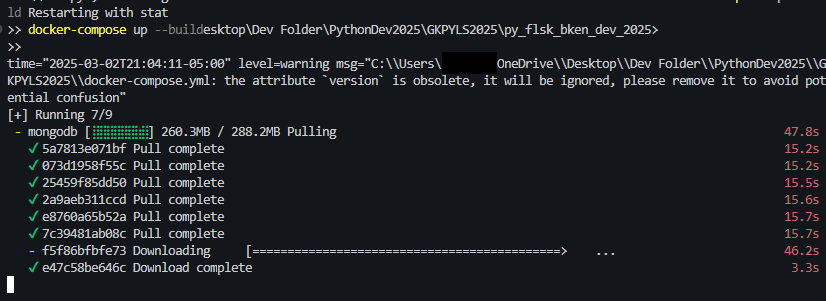 ld Restarting with stat
>> docker-compose up --buildesktop\Dev Folder\PythonDev2025\GKPYLS2025\py_flsk_bken_dev_2025>
>>
time="2025-03-02T21:04:11-05:00" level=warning msg="C:\\Users\ OneDrive\\Desktop\\Dev Folder\\PythonDev2025\\G
KPYLS2025\\docker-compose.yml: the attribute `version` is obsolete, it will be ignored, please remove it to avoid pot
ential confusion"
[+] Running 7/9
- mongodb [⣿⣿⣿⣿⣿⣿⣿⣿] 260.3MB / 288.2MB Pulling 47.8s
✔ 5a7813e071bf Pull complete 15.2s
✔ 073d1958f55c Pull complete 15.2s
✔ 25459f85dd50 Pull complete 15.5s
✔ 2a9aeb311ccd Pull complete 15.6s
✔ e8760a65b52a Pull complete 15.7s
✔ 7c39481ab08c Pull complete 15.7s
- f5f86bfbfe73 Downloading [============================================> ... 46.2s
✔ e47c58be646c Download complete 3.3s